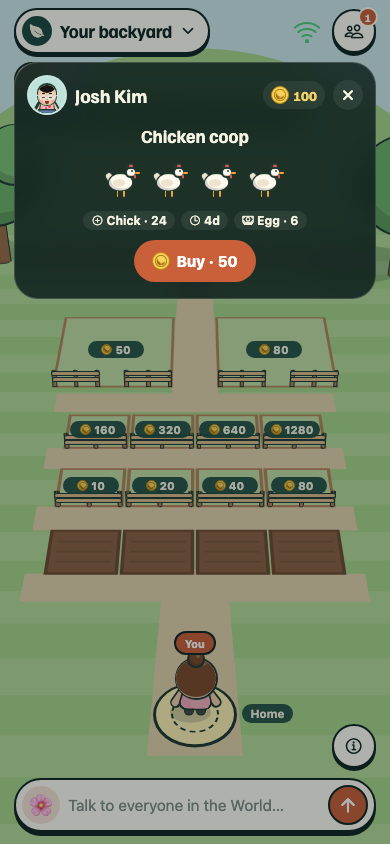 Your backyard
1
Josh Kim
100
Chicken coop
Chick · 24
4d
Egg · 6
Buy · 50
50
80
160
320
640
1280
10
20
40
80
You
Home
Talk to everyone in the World...